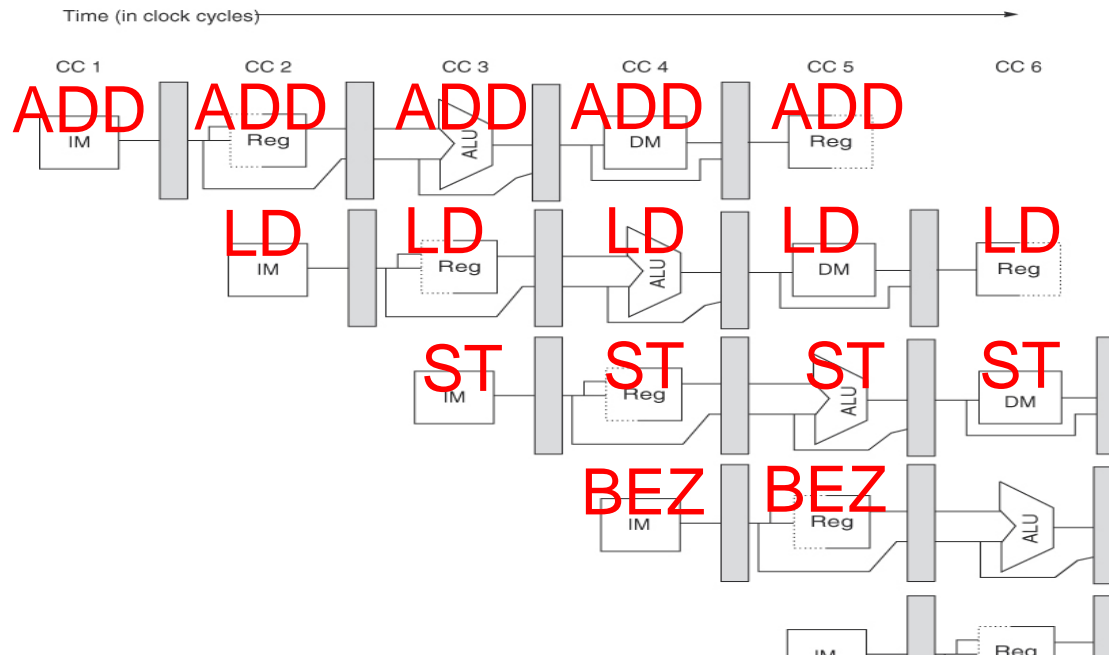 Time (in clock cycles)
CC 1 CC 2 CC 3 CC 4 CC 5 CC 6
ADD ADD ADD ADD ADD
IM Reg ALU DM Reg
LD LD LD LD LD
IM Reg ALU DM Reg
ST ST ST ST
IM Reg ALU DM
BEZ BEZ
IM Reg ALU
IM Reg